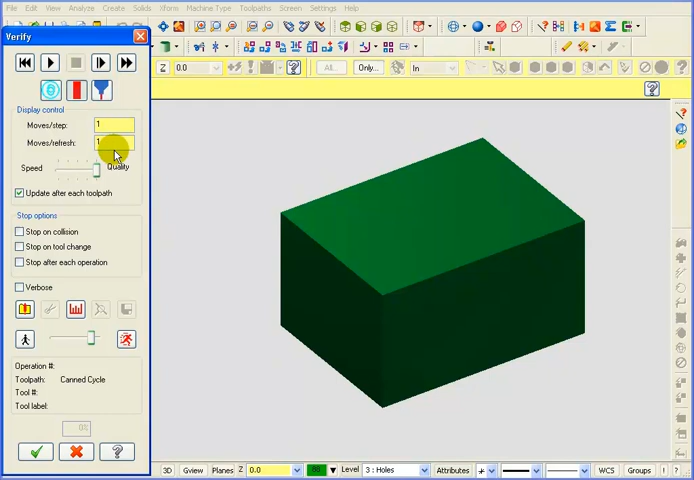 File Edit View Analyze Create Solids Xform Machine Type Toolpaths Screen Settings Help
Verify
Z 0.0 All... Only... In
Display control
Moves/step: 1
Moves/refresh: 1
Speed Quality
Update after each toolpath
Stop options
Stop on collision
Stop on tool change
Stop after each operation
Verbose
Operation #:
Toolpath: Canned Cycle
Tool #:
Tool label:
0%
3D Gview Planes Z 0.0 Level 3 : Holes Attributes WCS Groups ! ?